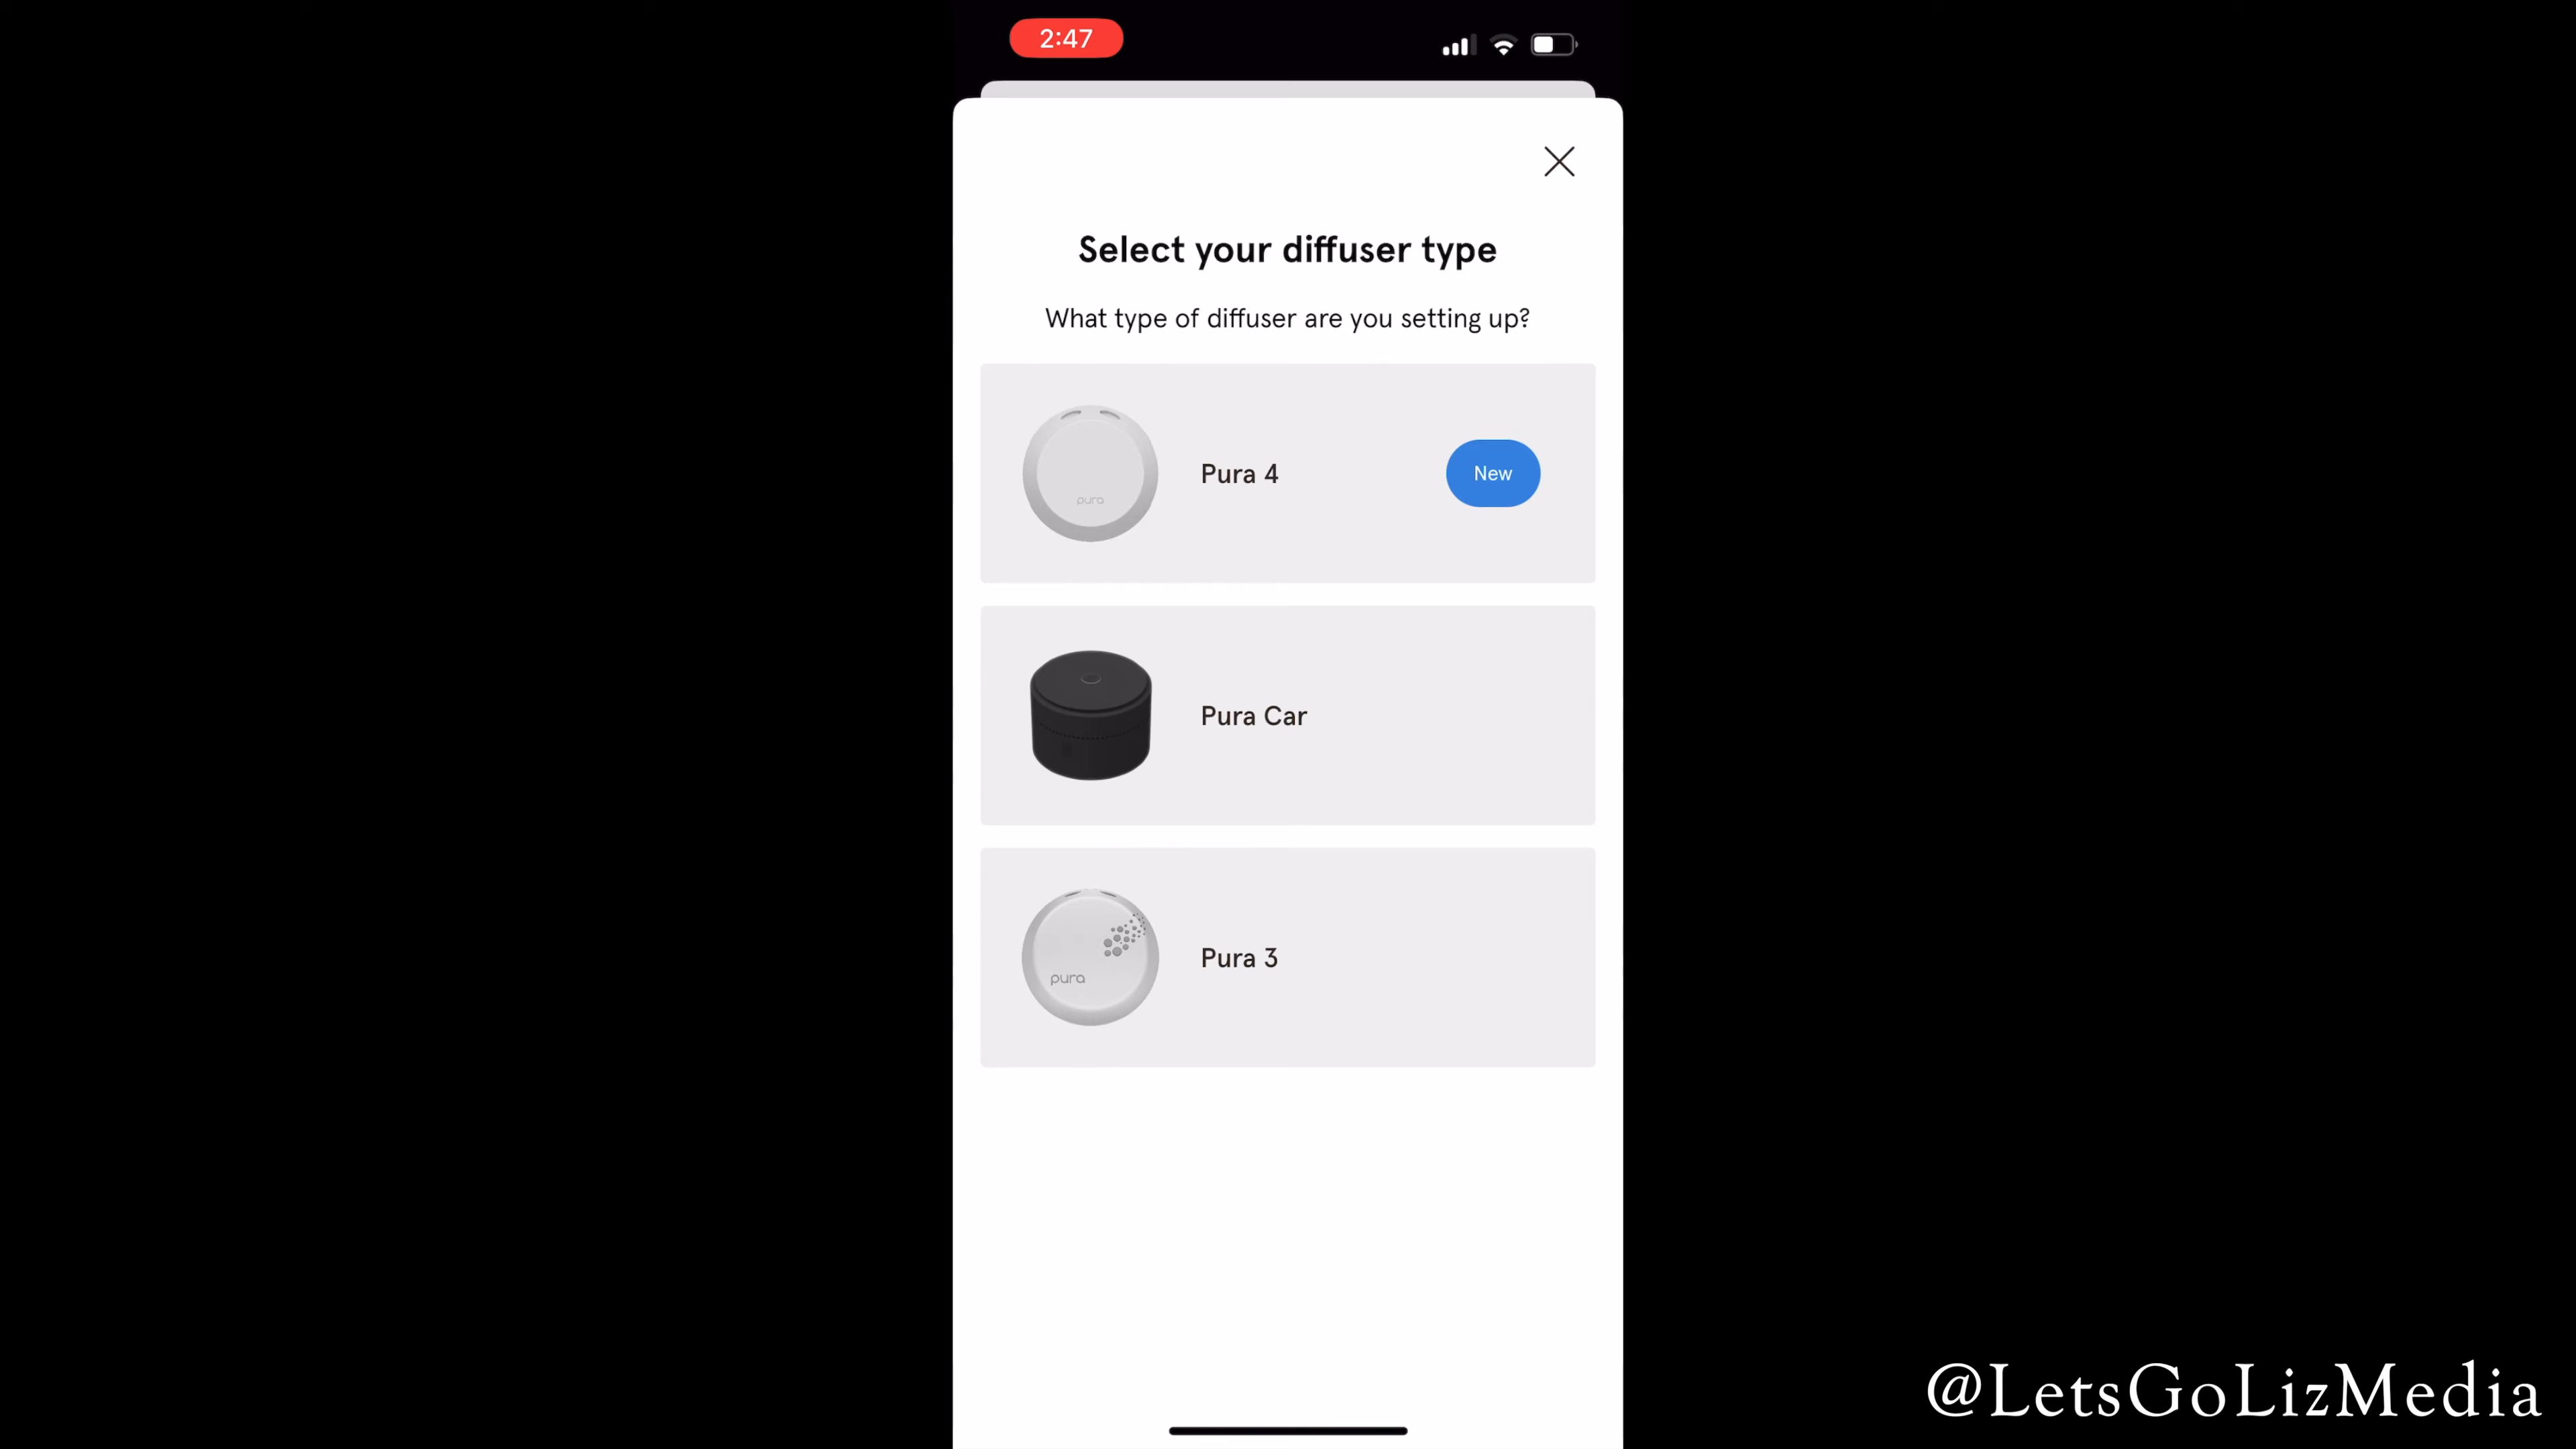 2:47
Select your diffuser type
What type of diffuser are you setting up?
pura
Pura 4
New
Pura Car
pura
Pura 3
@LetsGoLizMedia